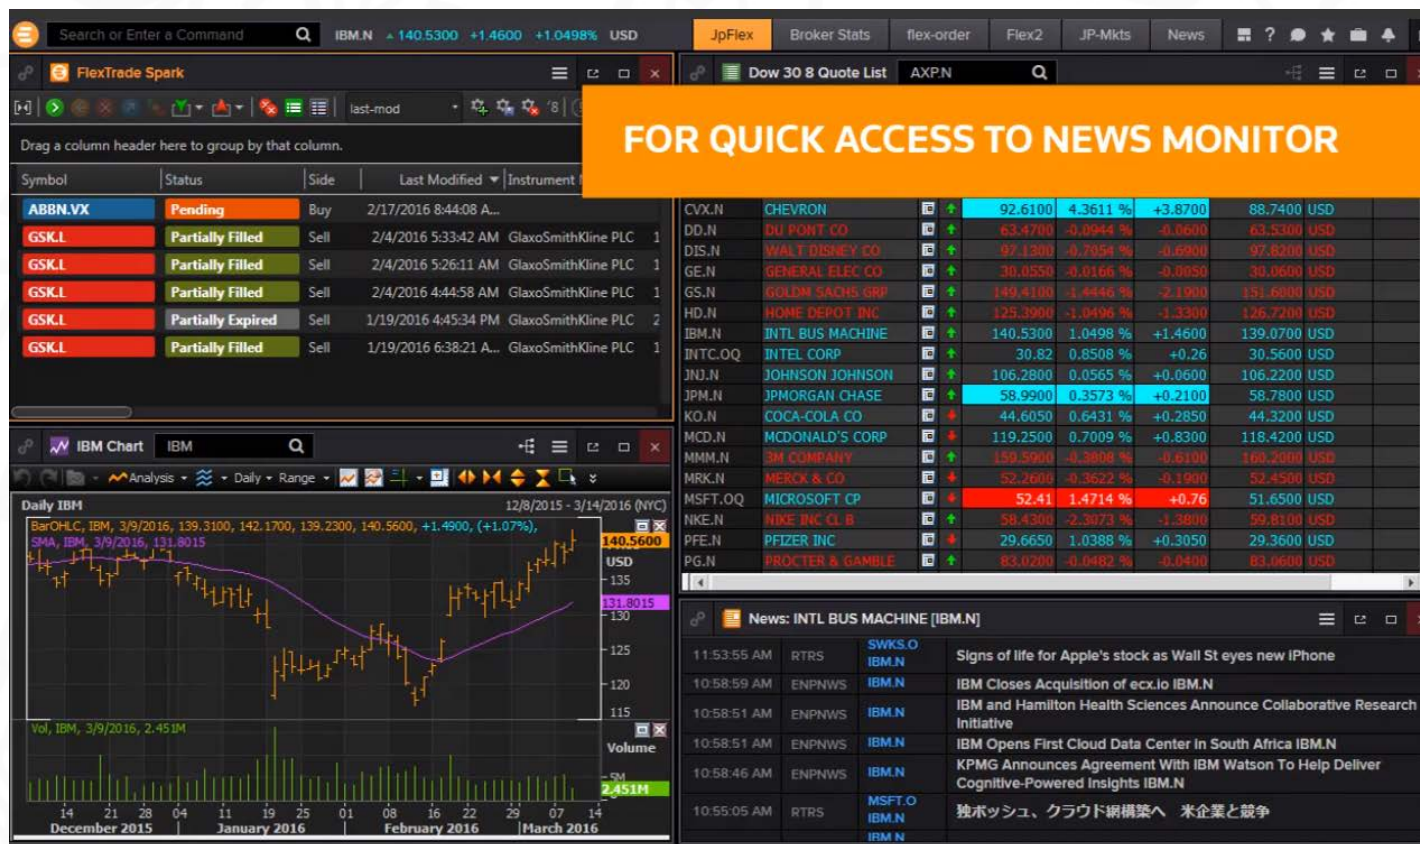 Search or Enter a Command
IBM.N 140.5300 +1.4600 +1.0498% USD
JpFlex Broker Stats flex-order Flex2 JP-Mkts News
FlexTrade Spark
last-mod
Drag a column header here to group by that column.
Symbol Status Side Last Modified Instrument
ABBN.VX Pending Buy 2/17/2016 8:44:08 A...
GSK.L Partially Filled Sell 2/4/2016 5:33:42 AM GlaxoSmithKline PLC 1
GSK.L Partially Filled Sell 2/4/2016 5:26:11 AM GlaxoSmithKline PLC 1
GSK.L Partially Filled Sell 2/4/2016 4:44:58 AM GlaxoSmithKline PLC 1
GSK.L Partially Expired Sell 1/19/2016 4:45:34 PM GlaxoSmithKline PLC 2
GSK.L Partially Filled Sell 1/19/2016 6:38:21 A... GlaxoSmithKline PLC 1
Dow 30 8 Quote List AXP.N
FOR QUICK ACCESS TO NEWS MONITOR
CVX.N CHEVRON 92.6100 4.3611 % +3.8700 88.7400 USD
DD.N DU PONT CO 63.4700 -0.0944 % -0.0600 63.5300 USD
DIS.N WALT DISNEY CO 97.1300 -0.7054 % -0.6900 97.8200 USD
GE.N GENERAL ELEC CO 30.0550 -0.0166 % -0.0050 30.0600 USD
GS.N GOLDM SACHS GRP 149.4100 -1.4446 % -2.1900 151.6000 USD
HD.N HOME DEPOT INC 125.3900 -1.0496 % -1.3300 126.7200 USD
IBM.N INTL BUS MACHINE 140.5300 1.0498 % +1.4600 139.0700 USD
INTC.OQ INTEL CORP 30.82 0.8508 % +0.26 30.5600 USD
JNJ.N JOHNSON JOHNSON 106.2800 0.0565 % +0.0600 106.2200 USD
JPM.N JPMORGAN CHASE 58.9900 0.3573 % +0.2100 58.7800 USD
KO.N COCA-COLA CO 44.6050 0.6431 % +0.2850 44.3200 USD
MCD.N MCDONALD'S CORP 119.2500 0.7009 % +0.8300 118.4200 USD
MMM.N 3M COMPANY 159.5900 -0.3808 % -0.6100 160.2000 USD
MRK.N MERCK & CO 52.2600 -0.3622 % -0.1900 52.4500 USD
MSFT.OQ MICROSOFT CP 52.41 1.4714 % +0.76 51.6500 USD
NKE.N NIKE INC CL B 58.4300 -2.3073 % -1.3800 59.8100 USD
PFE.N PFIZER INC 29.6650 1.0388 % +0.3050 29.3600 USD
PG.N PROCTER & GAMBLE 83.0200 -0.0482 % -0.0400 83.0600 USD
IBM Chart IBM
Analysis Daily Range
Daily IBM 12/8/2015 - 3/14/2016 (NYC)
BarOHLC, IBM, 3/9/2016, 139.3100, 142.1700, 139.2300, 140.5600, +1.4900, (+1.07%),
SMA, IBM, 3/9/2016, 131.8015
140.5600
USD
135
131.8015
130
125
120
115
Vol, IBM, 3/9/2016, 2.451M
Volume
5M
2.451M
14 21 28 04 11 19 25 01 08 16 22 29 07 14
December 2015 January 2016 February 2016 March 2016
News: INTL BUS MACHINE [IBM.N]
11:53:55 AM RTRS SWKS.O IBM.N Signs of life for Apple's stock as Wall St eyes new iPhone
10:58:59 AM ENPNWS IBM.N IBM Closes Acquisition of ecx.io IBM.N
10:58:51 AM ENPNWS IBM.N IBM and Hamilton Health Sciences Announce Collaborative Research
Initiative
10:58:51 AM ENPNWS IBM.N IBM Opens First Cloud Data Center in South Africa IBM.N
10:58:46 AM ENPNWS IBM.N KPMG Announces Agreement With IBM Watson To Help Deliver
Cognitive-Powered Insights IBM.N
10:55:05 AM RTRS MSFT.O IBM.N 独ボッシュ、クラウド網構築へ 米企業と競争
IBM.N